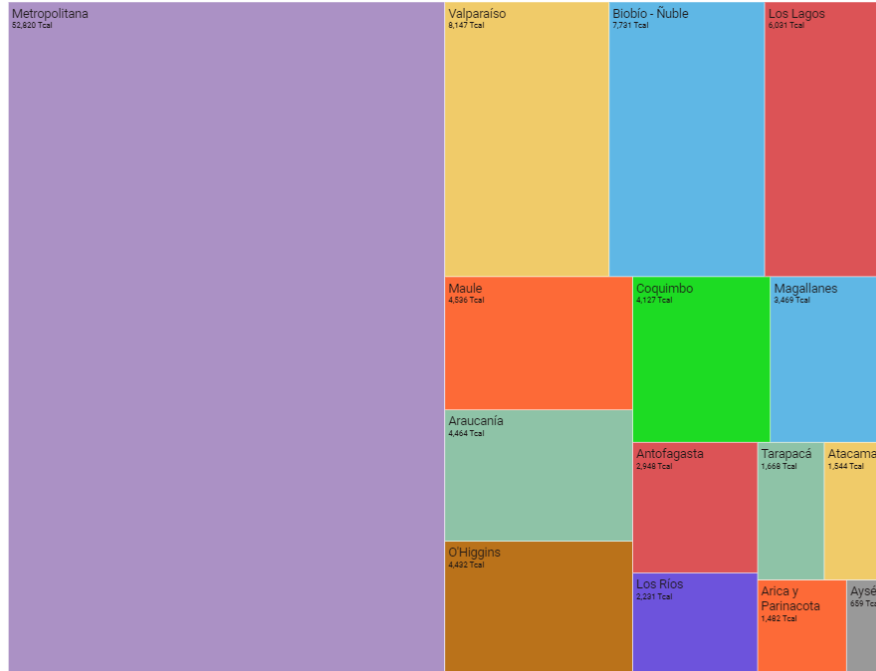 Metropolitana
52,820 Tcal
Valparaíso
8,147 Tcal
Biobío - Ñuble
7,731 Tcal
Los Lagos
6,031 Tcal
Maule
4,536 Tcal
Coquimbo
4,127 Tcal
Magallanes
3,469 Tcal
Araucanía
4,464 Tcal
Antofagasta
2,948 Tcal
Tarapacá
1,668 Tcal
Atacama
1,544 Tcal
O'Higgins
4,432 Tcal
Los Ríos
2,231 Tcal
Arica y
Parinacota
1,482 Tcal
Aysé
659 Tca